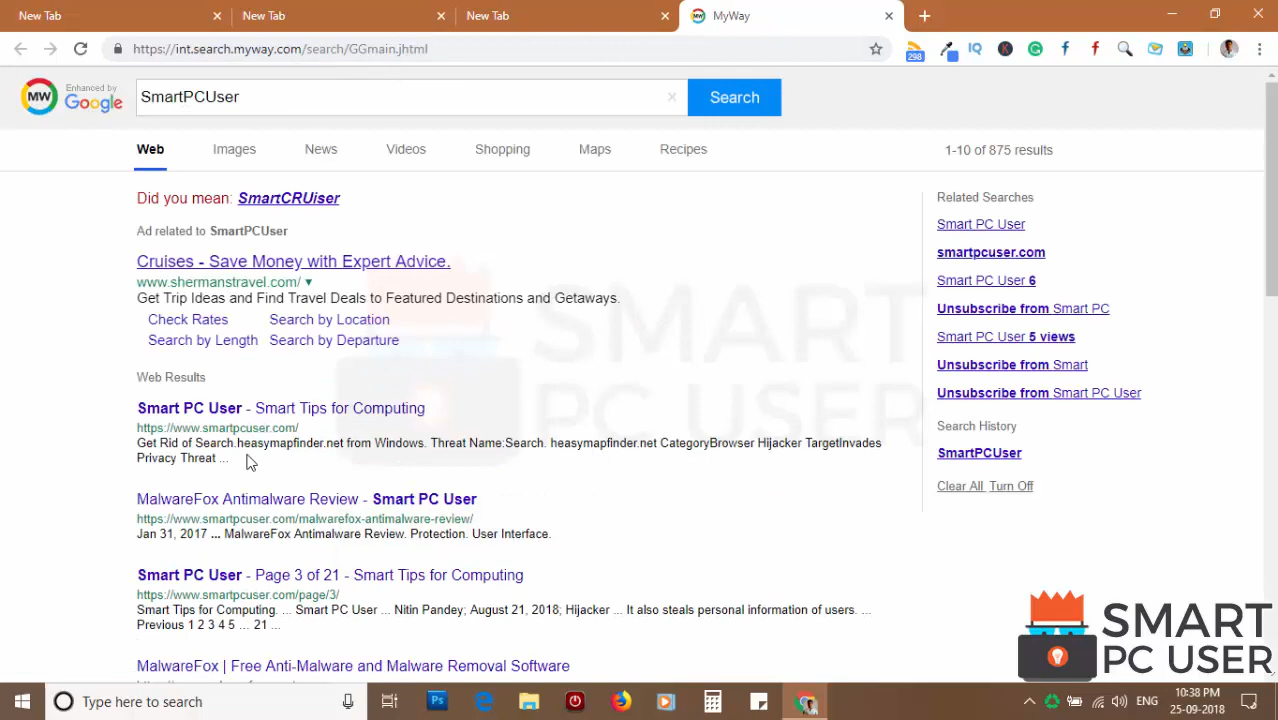 New Tab
New Tab
New Tab
MW MyWay
https://int.search.myway.com/search/GGmain.jhtml
298
IQ
K
MW
Enhanced by
Google
SmartPCUser
Search
Web
Images
News
Videos
Shopping
Maps
Recipes
1-10 of 875 results
Did you mean: SmartCRUiser
Ad related to SmartPCUser
Cruises - Save Money with Expert Advice.
www.shermanstravel.com/
Get Trip Ideas and Find Travel Deals to Featured Destinations and Getaways.
Check Rates
Search by Location
Search by Length
Search by Departure
Web Results
Smart PC User - Smart Tips for Computing
https://www.smartpcuser.com/
Get Rid of Search.heasymapfinder.net from Windows. Threat Name:Search. heasymapfinder.net CategoryBrowser Hijacker TargetInvades
Privacy Threat ...
MalwareFox Antimalware Review - Smart PC User
https://www.smartpcuser.com/malwarefox-antimalware-review/
Jan 31, 2017 ... MalwareFox Antimalware Review. Protection. User Interface.
Smart PC User - Page 3 of 21 - Smart Tips for Computing
https://www.smartpcuser.com/page/3/
Smart Tips for Computing. ... Smart PC User ... Nitin Pandey; August 21, 2018; Hijacker ... It also steals personal information of users. ...
Previous 1 2 3 4 5 ... 21 ...
MalwareFox | Free Anti-Malware and Malware Removal Software
Related Searches
Smart PC User
smartpcuser.com
Smart PC User 6
Unsubscribe from Smart PC
Smart PC User 5 views
Unsubscribe from Smart
Unsubscribe from Smart PC User
Search History
SmartPCUser
Clear All Turn Off
SMART
PC USER
SMART
PC USER
Type here to search
Ps
ENG
10:38 PM
25-09-2018